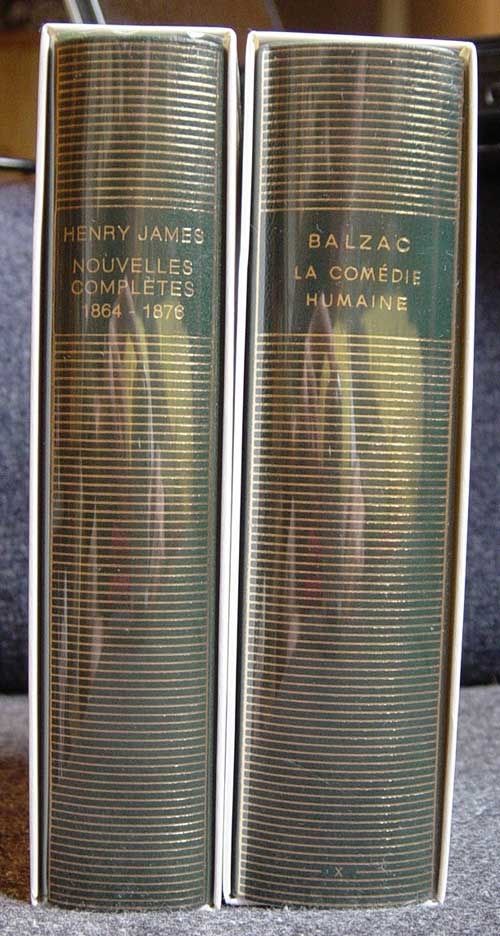 HENRY JAMES
NOUVELLES
COMPLÈTES
1864 - 1876
BALZAC
LA COMÉDIE
HUMAINE
X